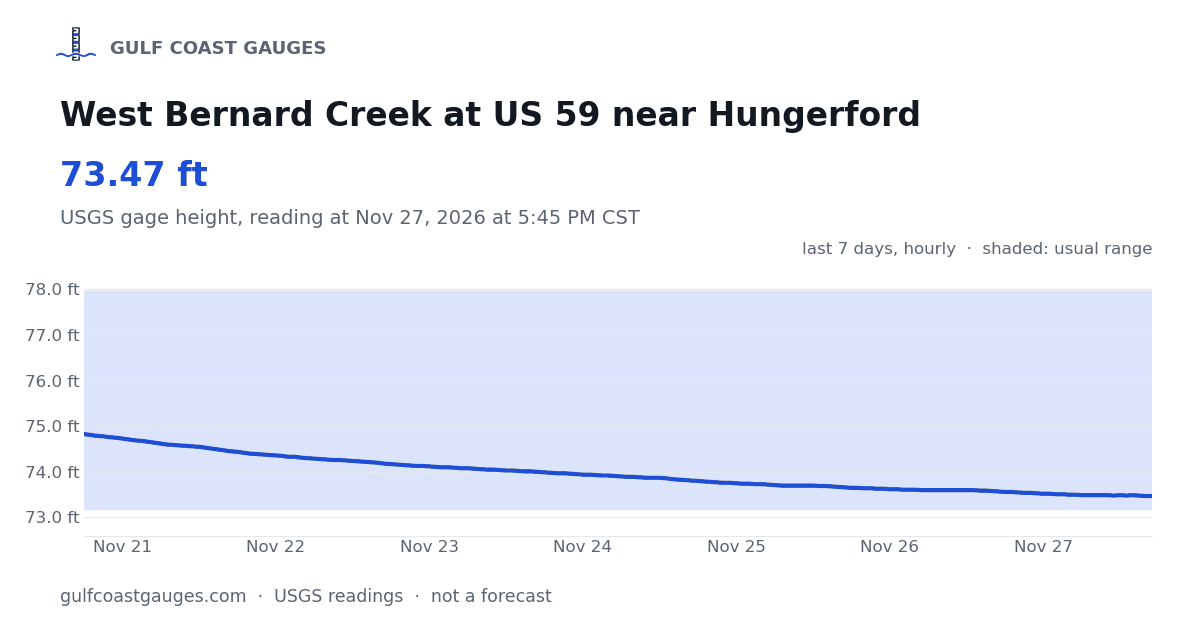 GULF COAST GAUGES
West Bernard Creek at US 59 near Hungerford
73.47 ft
USGS gage height, reading at Nov 27, 2026 at 5:45 PM CST
last 7 days, hourly · shaded: usual range
78.0 ft
77.0 ft
76.0 ft
75.0 ft
74.0 ft
73.0 ft
Nov 21 Nov 22 Nov 23 Nov 24 Nov 25 Nov 26 Nov 27
gulfcoastgauges.com · USGS readings · not a forecast